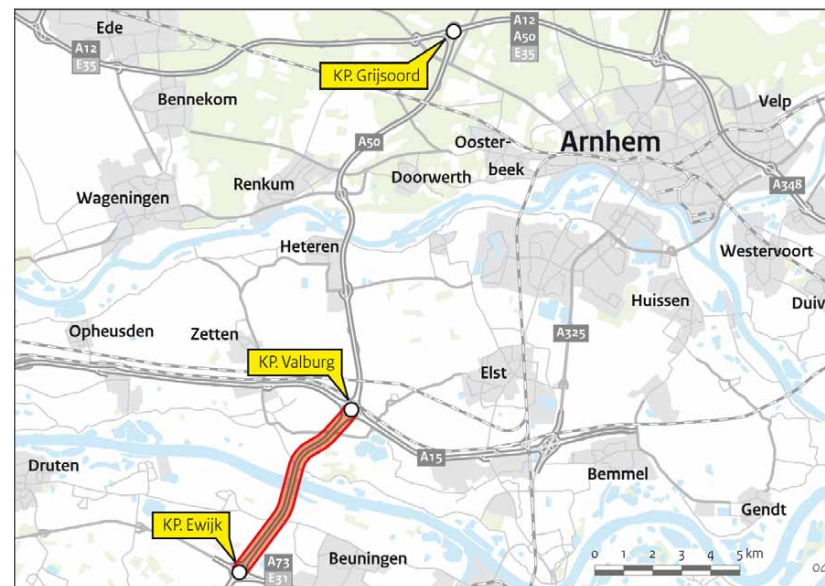 Ede
A12
E35
KP. Grijsoord
A12
A50
E35
Bennekom
Velp
A50
Ooster-
beek
Arnhem
Renkum
Doorwerth
A348
Wageningen
Heteren
Westervoort
Huissen
Duiv
Opheusden
Zetten
A325
KP. Valburg
Elst
A15
Druten
Bemmel
Gendt
KP. Ewijk
A73
E31
Beuningen
0 1 2 3 4 5 km